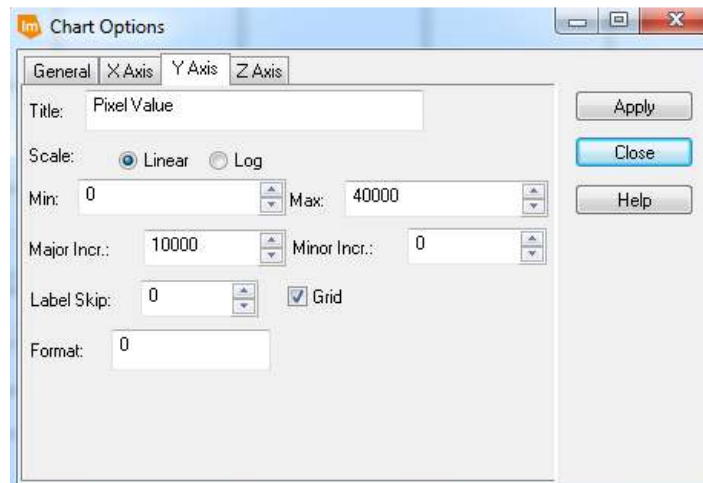 Im Chart Options
General X Axis Y Axis Z Axis
Title: Pixel Value
Apply
Scale: Linear Log
Close
Min: 0 Max: 40000
Help
Major Incr.: 10000 Minor Incr.: 0
Label Skip: 0 Grid
Format: 0